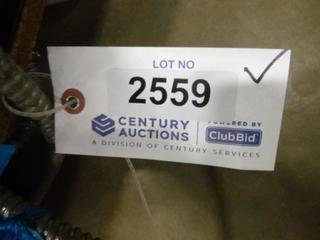 LOT NO
2559
CENTURY AUCTIONS
POWERED BY ClubBid
A DIVISION OF CENTURY SERVICES